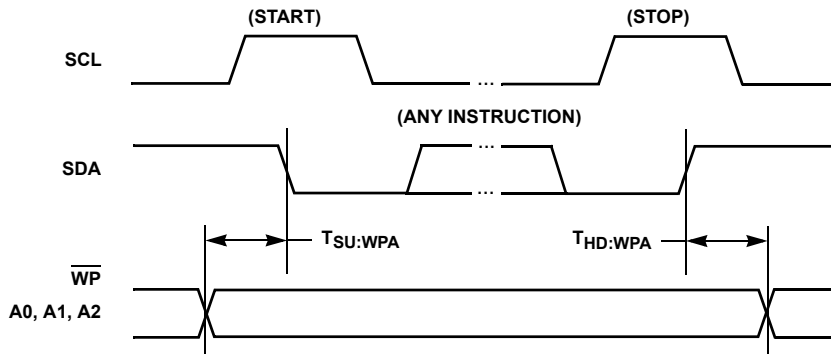 (START)
(STOP)
SCL
...
(ANY INSTRUCTION)
SDA
...
...
TSU:WPA
THD:WPA
WP
A0, A1, A2